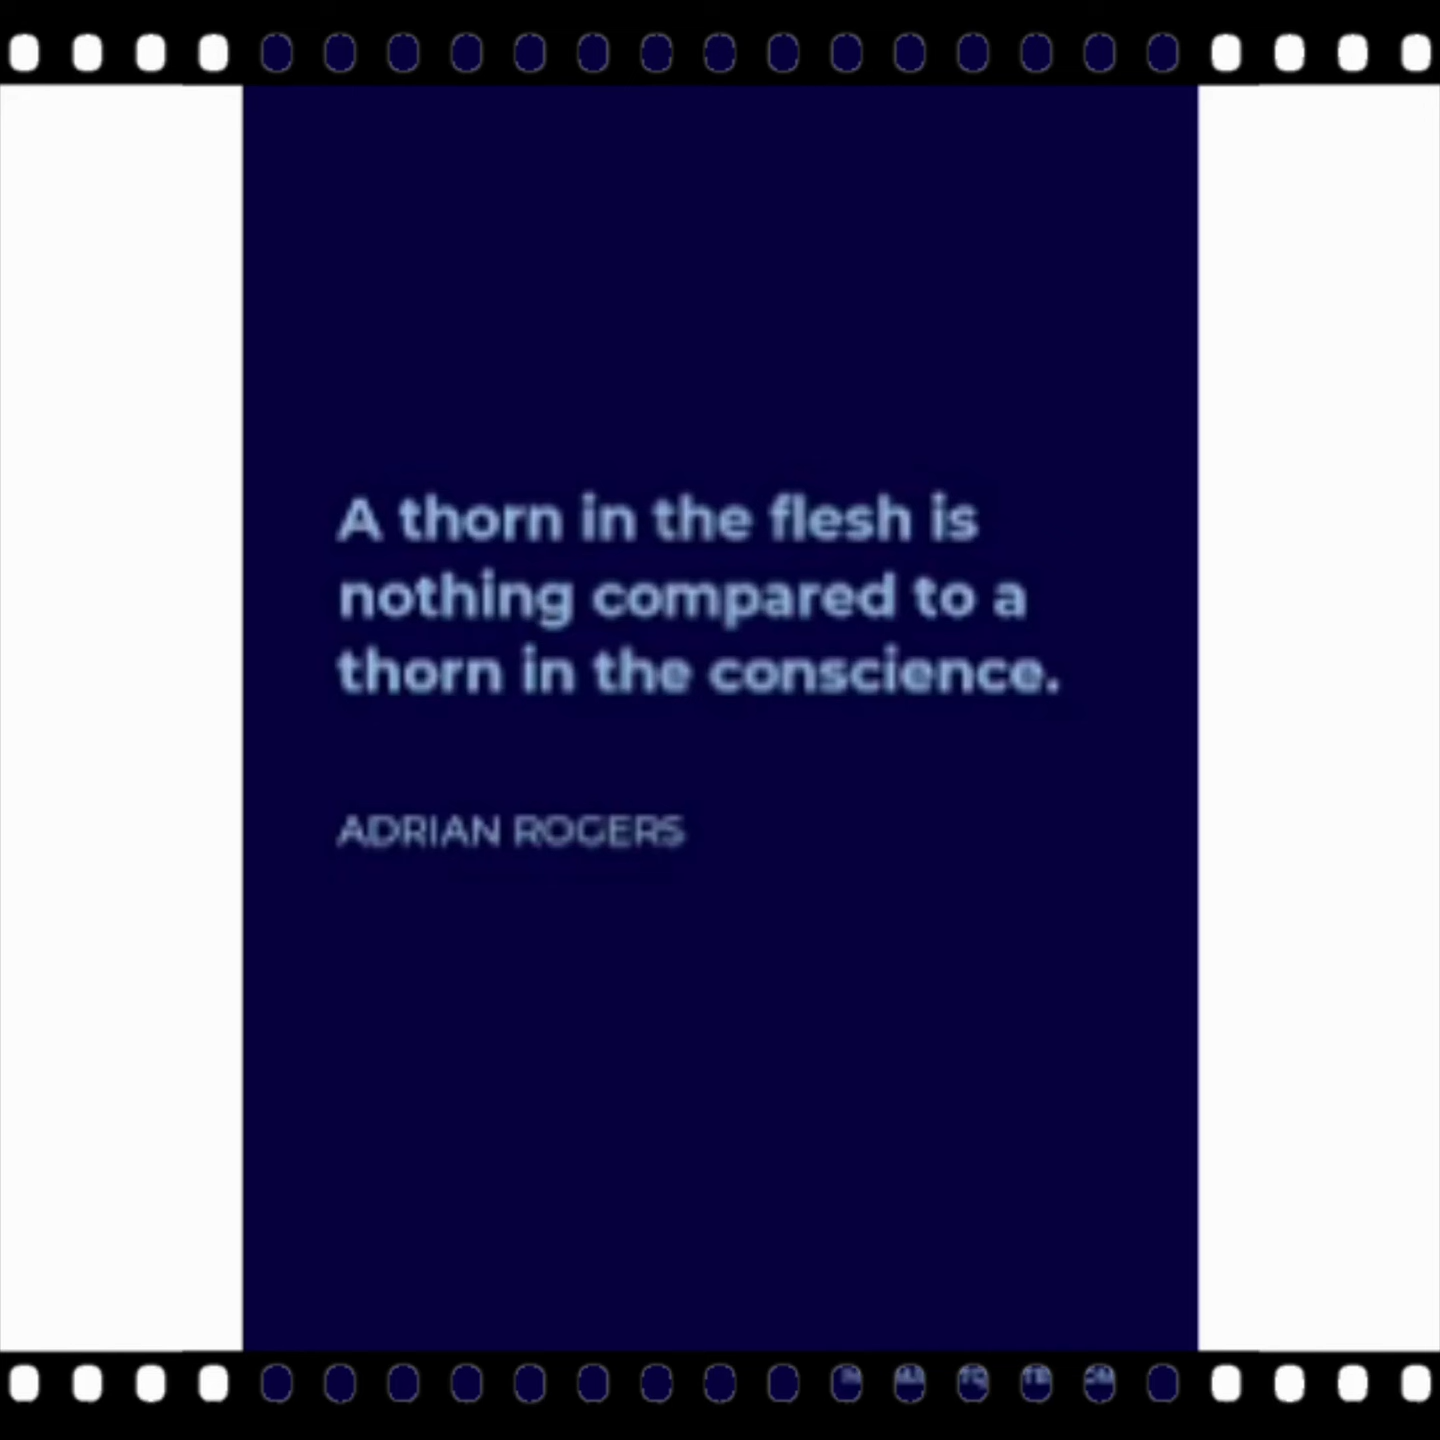 A thorn in the flesh is
nothing compared to a
thorn in the conscience.
ADRIAN ROGERS